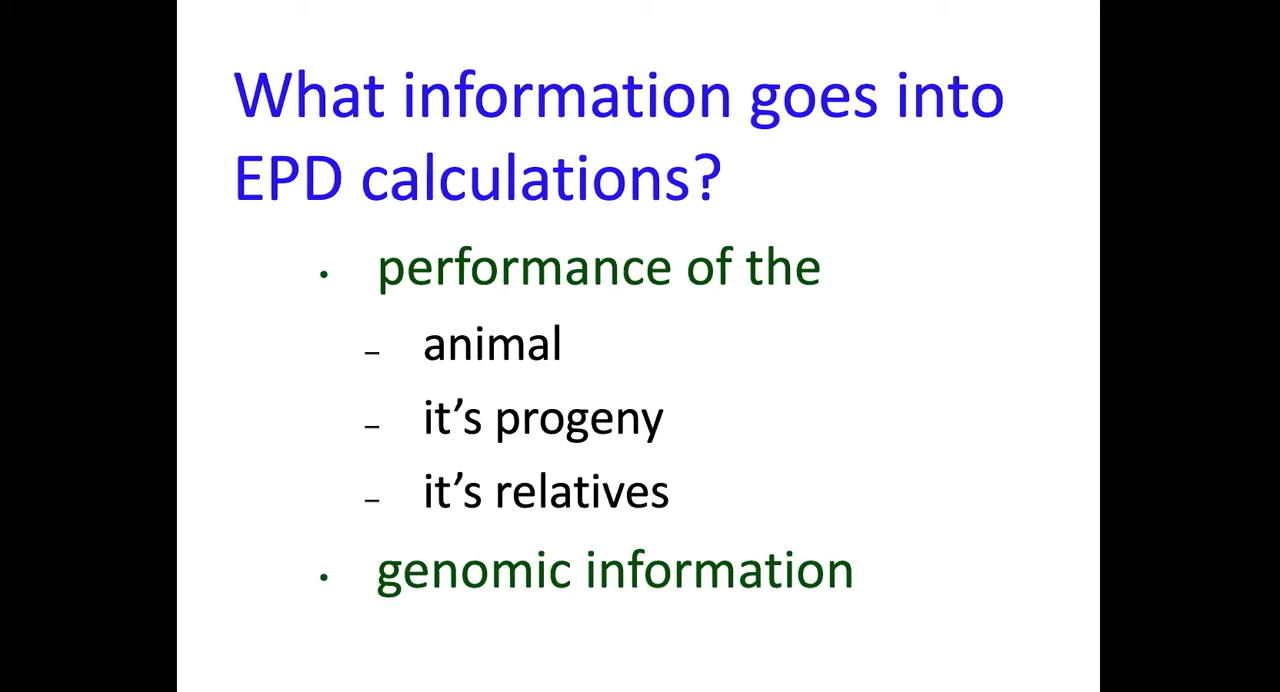 What information goes into
EPD calculations?
• performance of the
– animal
– it’s progeny
– it’s relatives
• genomic information